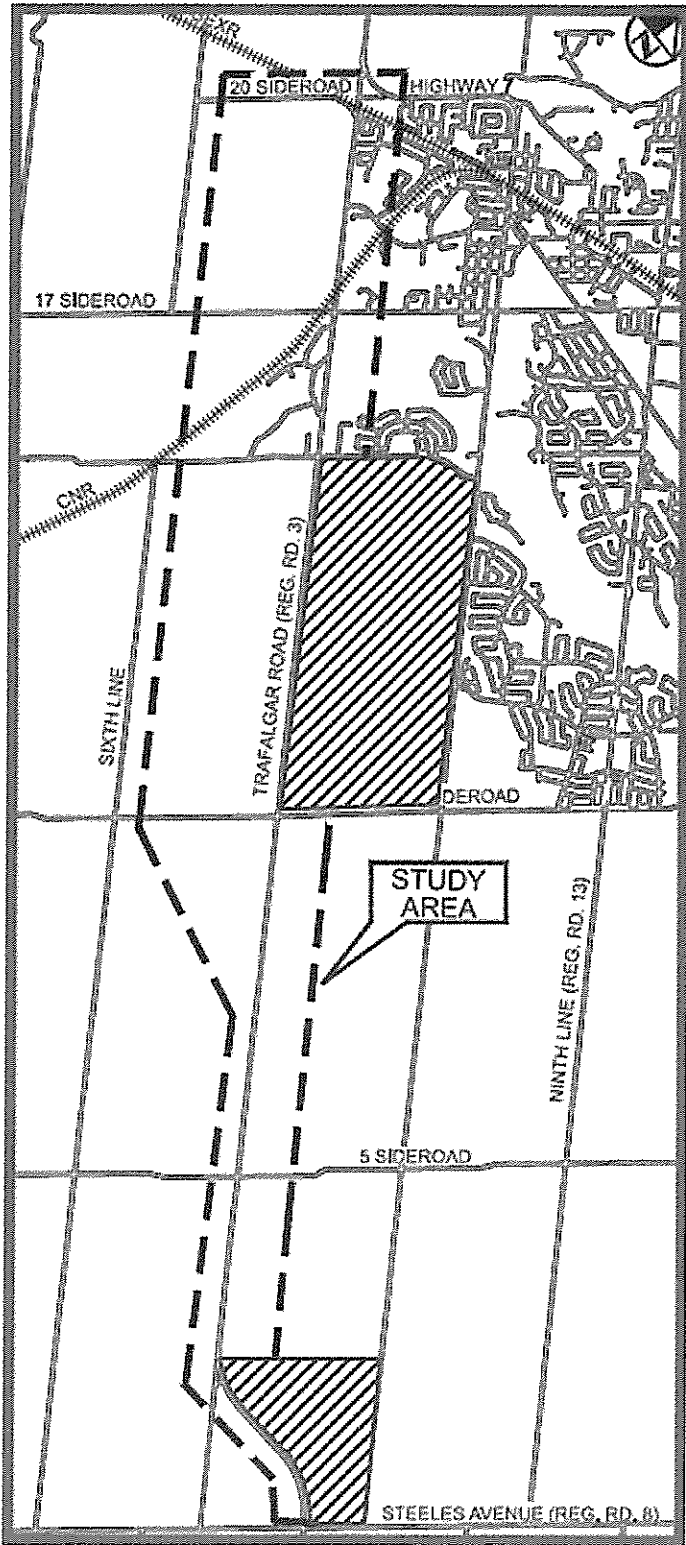 20 SIDEROAD
HIGHWAY 7
17 SIDEROAD
CNR
SIXTH LINE
TRAFALGAR ROAD (REG. RD. 3)
DEROAD
STUDY
AREA
NINTH LINE (REG. RD. 13)
5 SIDEROAD
STEELES AVENUE (REG. RD. 8)
N